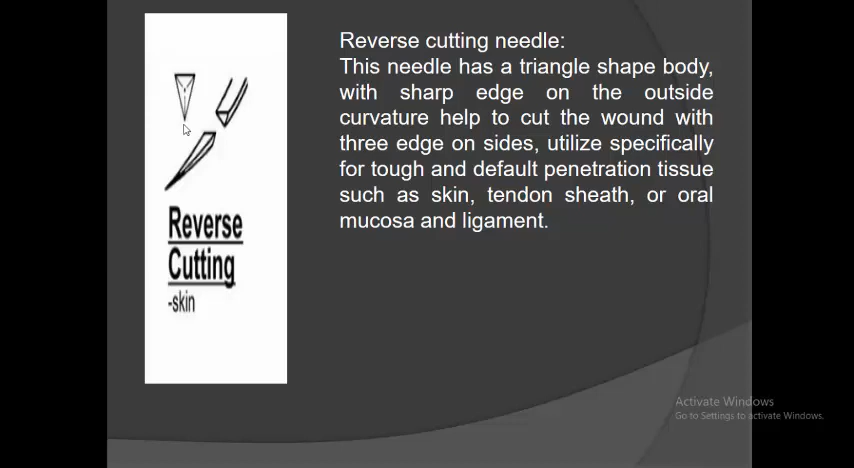 Reverse cutting needle:
This needle has a triangle shape body,
with sharp edge on the outside
curvature help to cut the wound with
three edge on sides, utilize specifically
for tough and default penetration tissue
such as skin, tendon sheath, or oral
mucosa and ligament.
Reverse
Cutting
-skin
Activate Windows
Go to Settings to activate Windows.